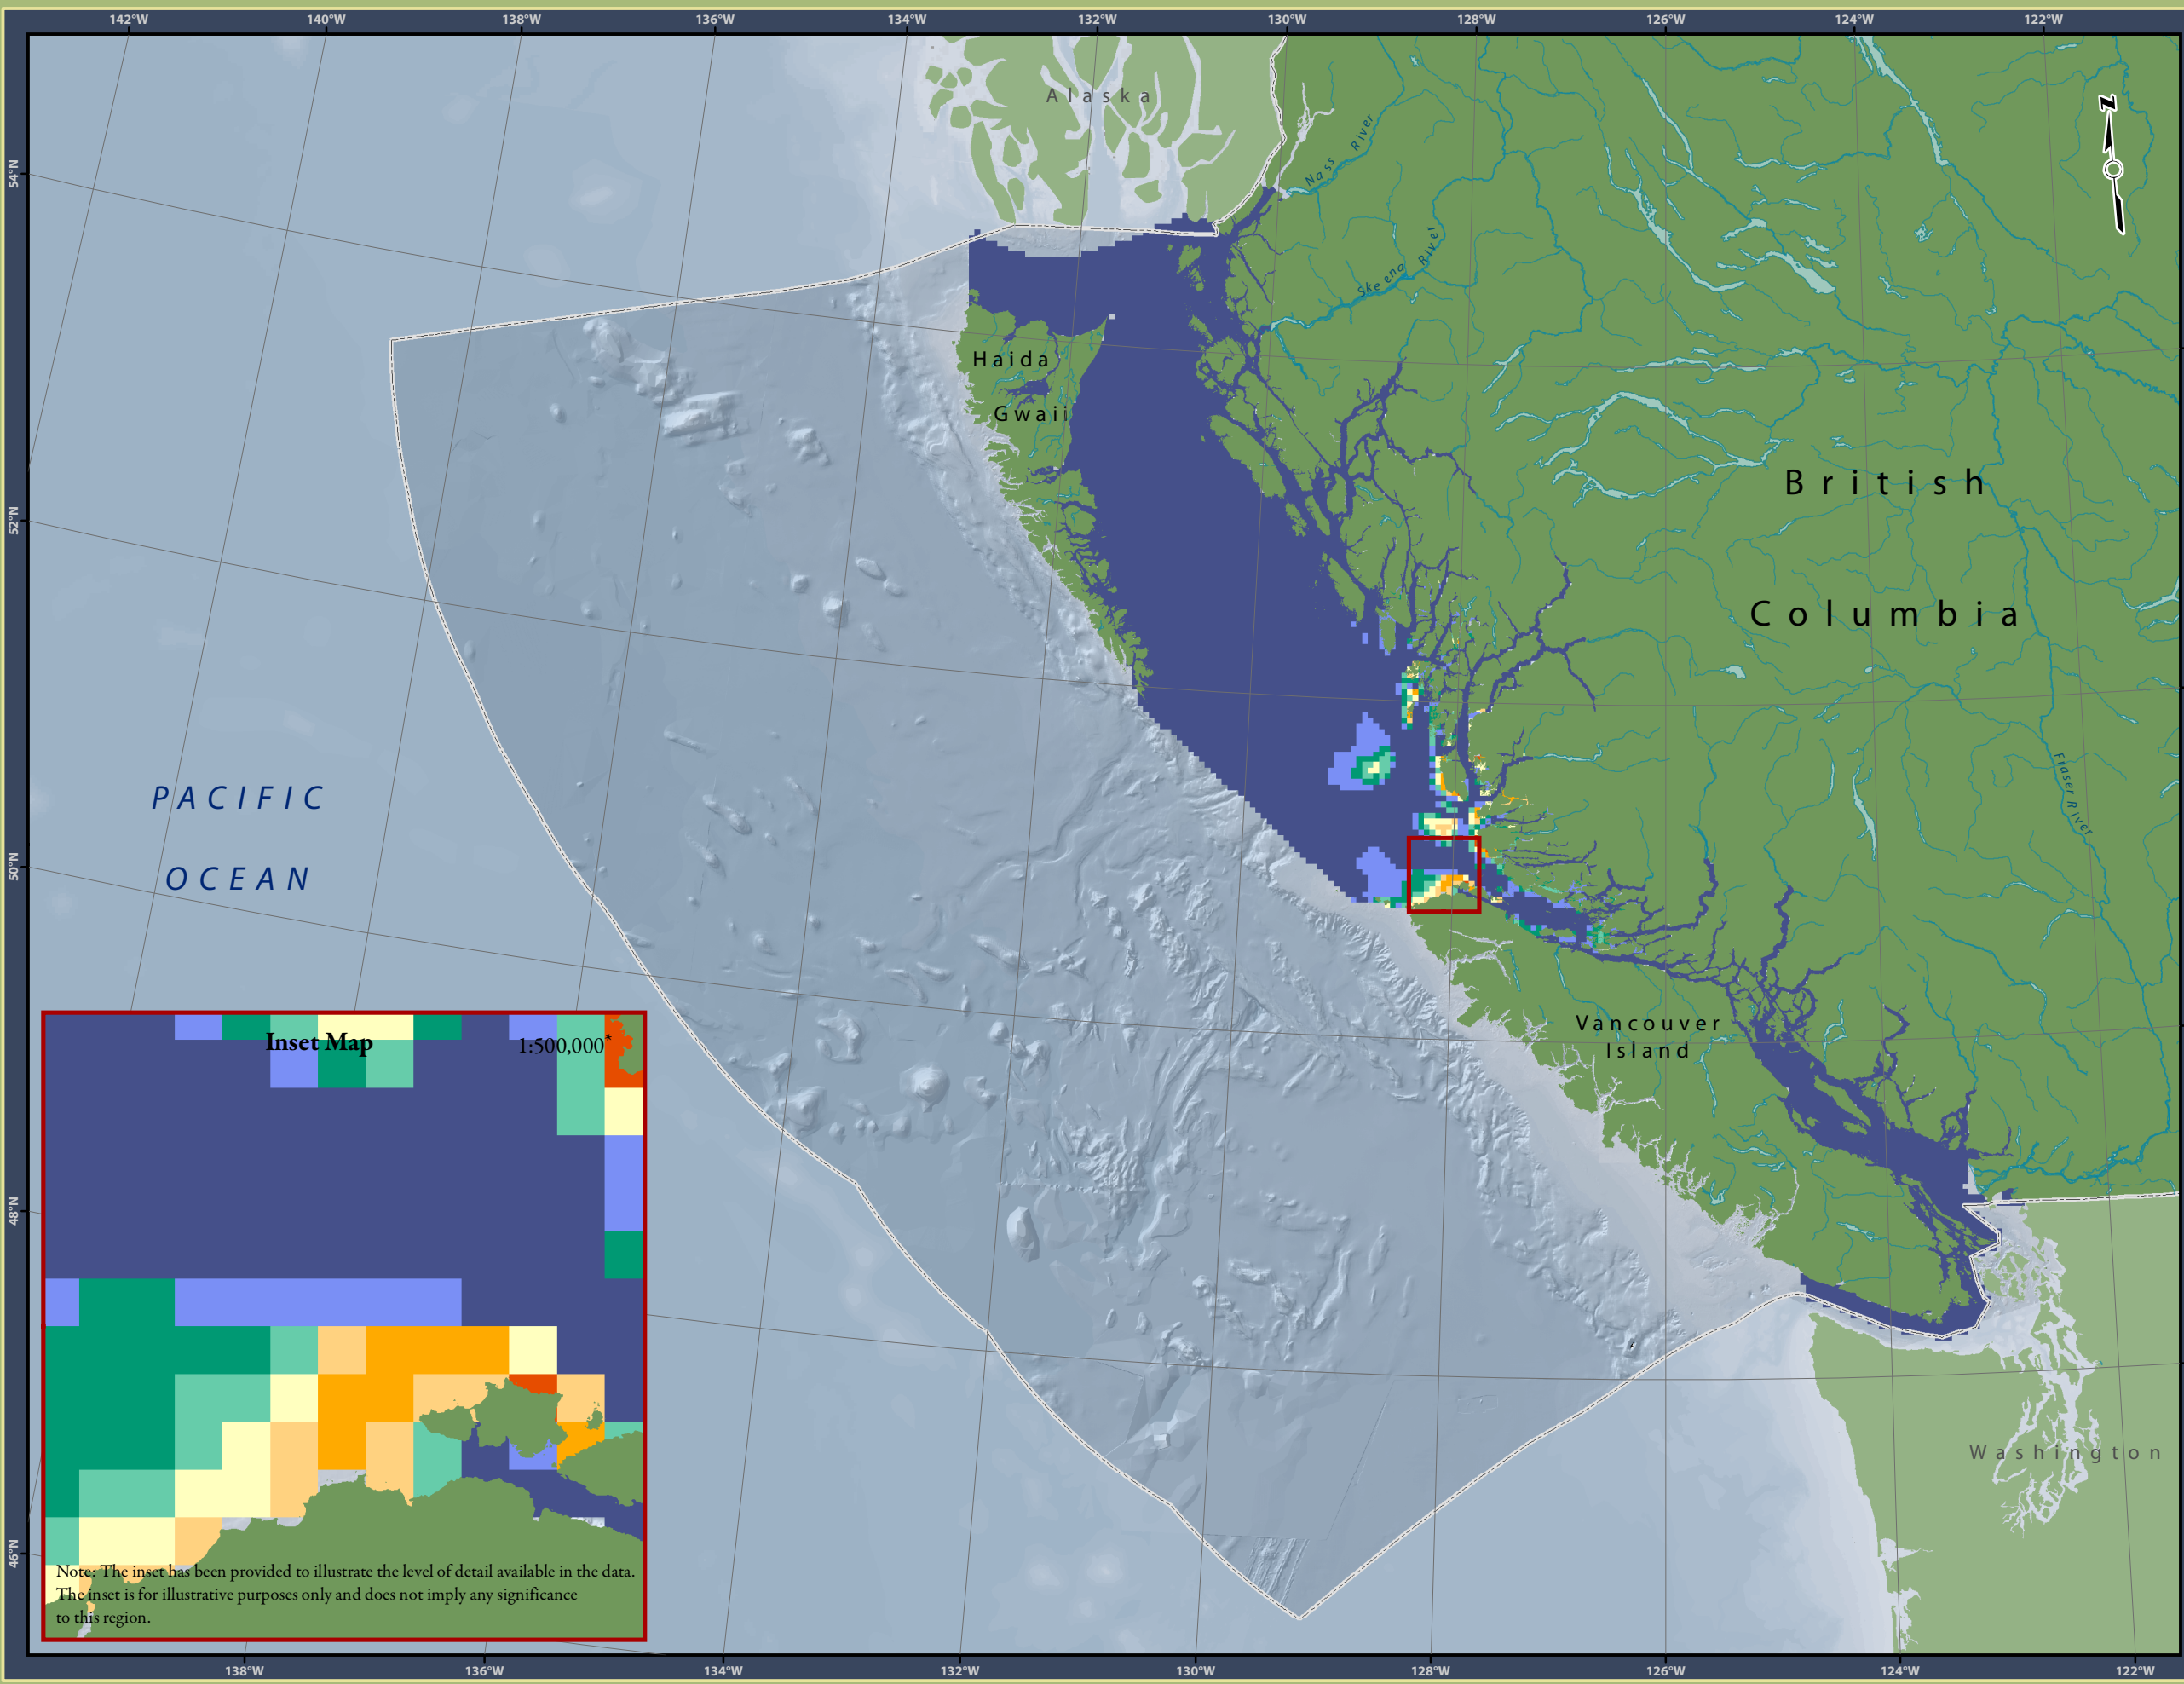 142°W 140°W 138°W 136°W 134°W 132°W 130°W 128°W 126°W 124°W 122°W
Alaska
N
Nass River
54°N
Skeena River
Haida
Gwaii
British
52°N
Columbia
PACIFIC
Fraser River
50°N
OCEAN
Vancouver
Island
Inset Map 1:500,000*
48°N
Washington
46°N
Note: The inset has been provided to illustrate the level of detail available in the data.
The inset is for illustrative purposes only and does not imply any significance
to this region.
138°W 136°W 134°W 132°W 130°W 128°W 126°W 124°W 122°W